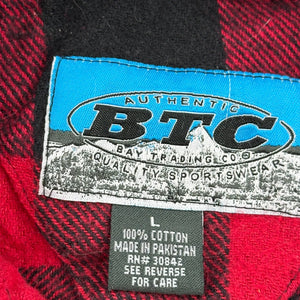 AUTHENTIC
BTC
BAY TRADING CO®
QUALITY SPORTSWEAR
L
100% COTTON
MADE IN PAKISTAN
RN# 30842
SEE REVERSE
FOR CARE